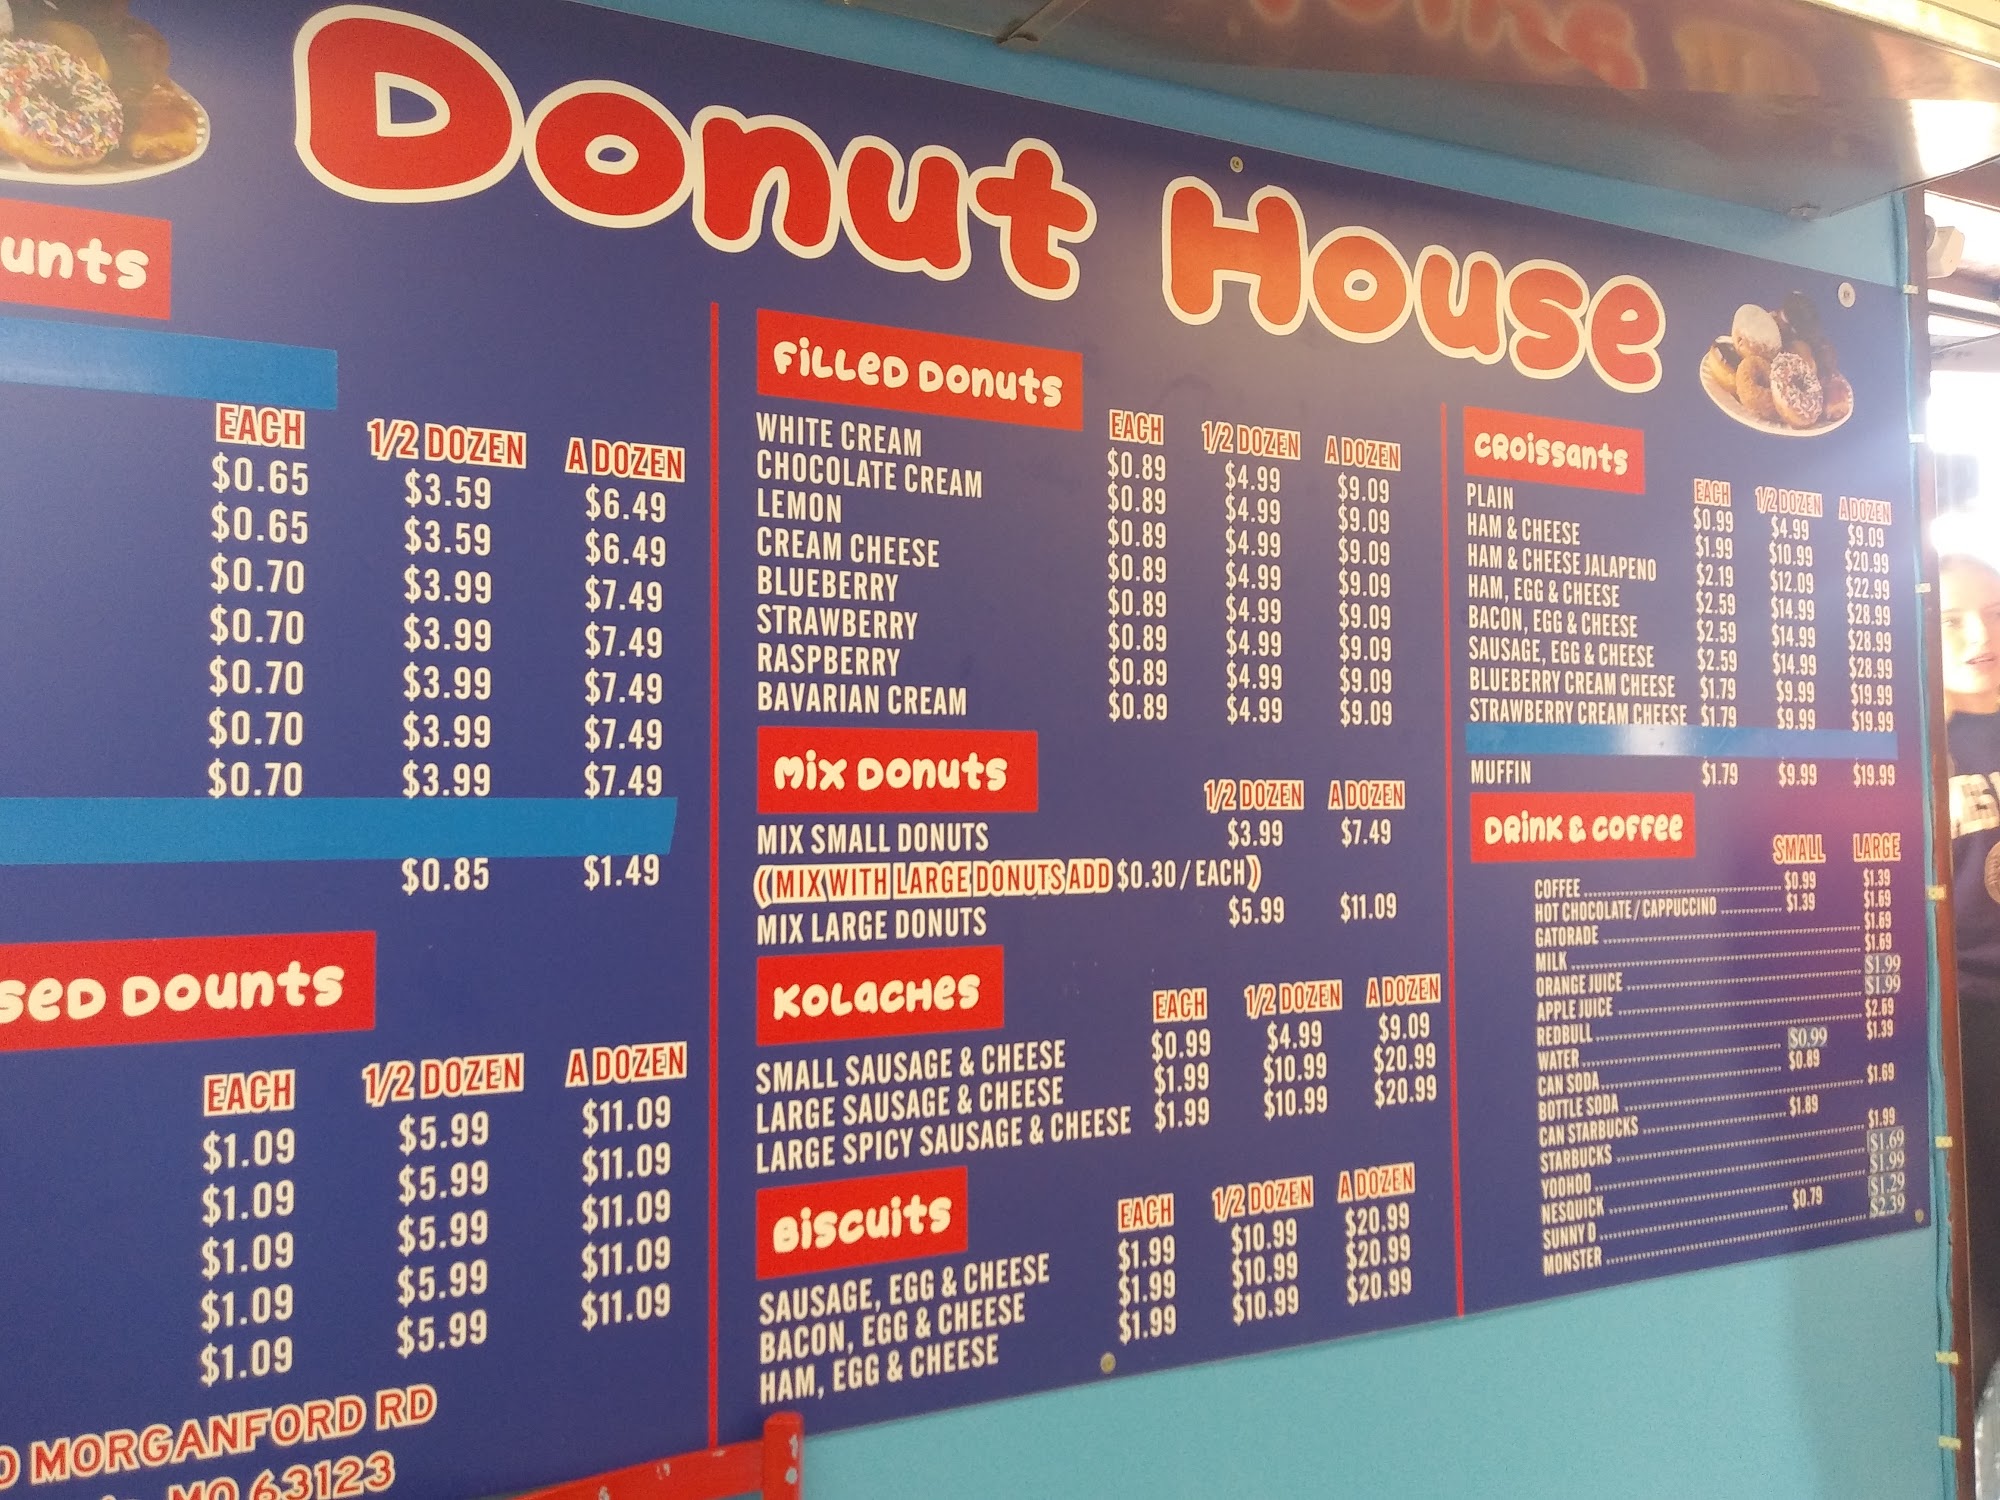 Donut House
unts
EACH 1/2 DOZEN A DOZEN
$0.65 $3.59 $6.49
$0.65 $3.59 $6.49
$0.70 $3.99 $7.49
$0.70 $3.99 $7.49
$0.70 $3.99 $7.49
$0.70 $3.99 $7.49
$0.70 $3.99 $7.49
$0.85 $1.49
sed Dounts
EACH 1/2 DOZEN A DOZEN
$1.09 $5.99 $11.09
$1.09 $5.99 $11.09
$1.09 $5.99 $11.09
$1.09 $5.99 $11.09
$1.09 $5.99 $11.09
MORGANFORD RD
MO 63123
Filled Donuts
EACH 1/2 DOZEN A DOZEN
WHITE CREAM $0.89 $4.99 $9.09
CHOCOLATE CREAM $0.89 $4.99 $9.09
LEMON $0.89 $4.99 $9.09
CREAM CHEESE $0.89 $4.99 $9.09
BLUEBERRY $0.89 $4.99 $9.09
STRAWBERRY $0.89 $4.99 $9.09
RASPBERRY $0.89 $4.99 $9.09
BAVARIAN CREAM $0.89 $4.99 $9.09
Mix Donuts
1/2 DOZEN A DOZEN
MIX SMALL DONUTS $3.99 $7.49
(MIX WITH LARGE DONUTS ADD $0.30 / EACH)
MIX LARGE DONUTS $5.99 $11.09
Kolaches
EACH 1/2 DOZEN A DOZEN
SMALL SAUSAGE & CHEESE $0.99 $4.99 $9.09
LARGE SAUSAGE & CHEESE $1.99 $10.99 $20.99
LARGE SPICY SAUSAGE & CHEESE $1.99 $10.99 $20.99
Biscuits
EACH 1/2 DOZEN A DOZEN
SAUSAGE, EGG & CHEESE $1.99 $10.99 $20.99
BACON, EGG & CHEESE $1.99 $10.99 $20.99
HAM, EGG & CHEESE $1.99 $10.99 $20.99
Croissants
EACH 1/2 DOZEN A DOZEN
PLAIN $0.99 $4.99 $9.09
HAM & CHEESE $1.99 $10.99 $20.99
HAM & CHEESE JALAPENO $2.19 $12.09 $22.99
HAM, EGG & CHEESE $2.59 $14.99 $28.99
BACON, EGG & CHEESE $2.59 $14.99 $28.99
SAUSAGE, EGG & CHEESE $2.59 $14.99 $28.99
BLUEBERRY CREAM CHEESE $1.79 $9.99 $19.99
STRAWBERRY CREAM CHEESE $1.79 $9.99 $19.99
MUFFIN $1.79 $9.99 $19.99
Drink & Coffee
SMALL LARGE
COFFEE $0.99 $1.39
HOT CHOCOLATE / CAPPUCCINO $1.39 $1.69
GATORADE $1.69
MILK $1.69
ORANGE JUICE $1.99
APPLE JUICE $1.99
REDBULL $2.69
WATER $0.99 $1.39
CAN SODA $0.89
BOTTLE SODA $1.69
CAN STARBUCKS $1.89
STARBUCKS $1.99
YOOHOO $1.69
NESQUICK $1.99
SUNNY D $0.79 $1.29
MONSTER $2.39